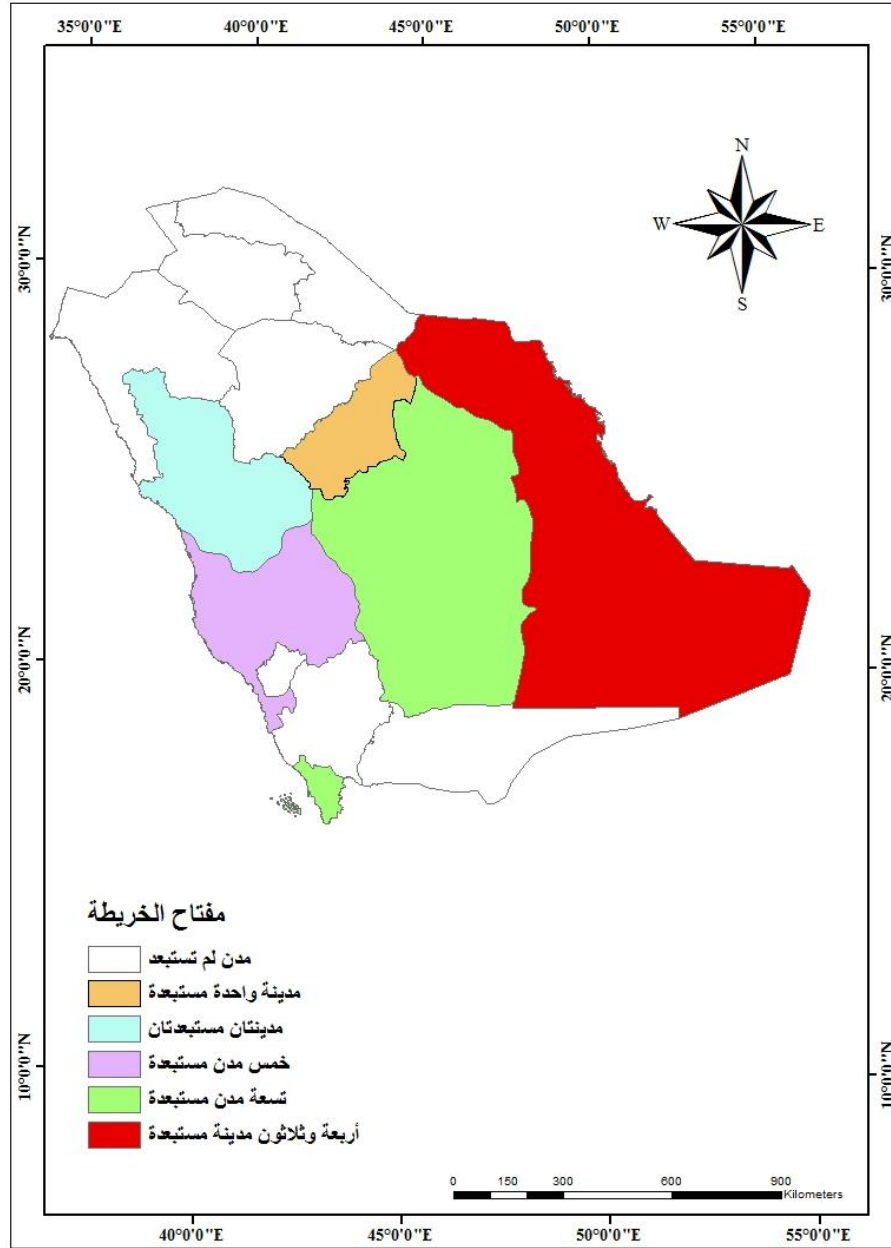 35°0'0"E 40°0'0"E 45°0'0"E 50°0'0"E 55°0'0"E
N
W E
S
30°0'0"N 30°0'0"N
20°0'0"N 20°0'0"N
مفتاح الخريطة
مدن لم تستبعد
مدينة واحدة مستبعدة
مدينتان مستبعدتان
خمس مدن مستبعدة
تسعة مدن مستبعدة
أربعة وثلاثون مدينة مستبعدة
10°0'0"N 10°0'0"N
0 150 300 600 900
Kilometers
40°0'0"E 45°0'0"E 50°0'0"E 55°0'0"E